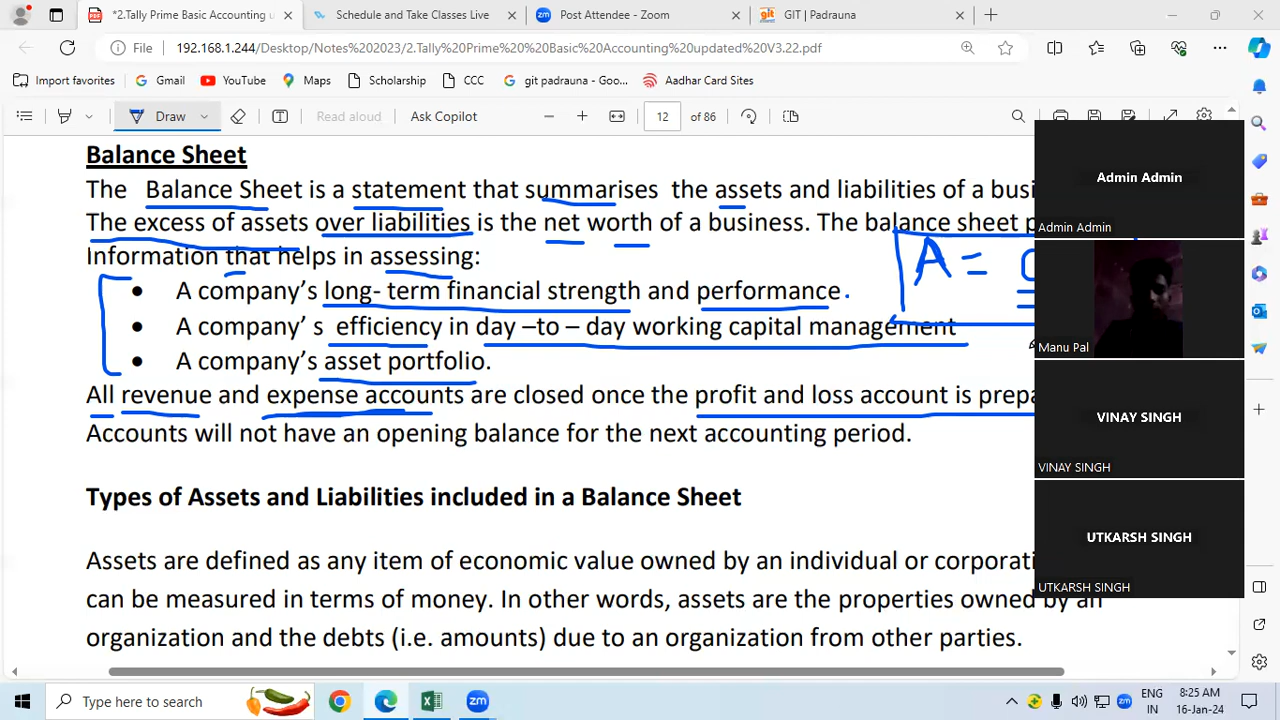 *2.Tally Prime Basic Accounting u
Schedule and Take Classes Live
Post Attendee - Zoom
GIT | Padrauna
File
192.168.1.244/Desktop/Notes%202023/2.Tally%20Prime%20%20Basic%20Accounting%20updated%20V3.22.pdf
Import favorites
Gmail
YouTube
Maps
Scholarship
CCC
git padrauna - Goo...
Aadhar Card Sites
Draw
Read aloud
Ask Copilot
12
of 86
Balance Sheet
The Balance Sheet is a statement that summarises the assets and liabilities of a busi
The excess of assets over liabilities is the net worth of a business. The balance sheet p
Information that helps in assessing:
A =
• A company's long- term financial strength and performance.
• A company' s efficiency in day –to – day working capital management
• A company's asset portfolio.
All revenue and expense accounts are closed once the profit and loss account is prepa
Accounts will not have an opening balance for the next accounting period.
Types of Assets and Liabilities included in a Balance Sheet
Assets are defined as any item of economic value owned by an individual or corporati
can be measured in terms of money. In other words, assets are the properties owned by an
organization and the debts (i.e. amounts) due to an organization from other parties.
Admin Admin
Admin Admin
Manu Pal
VINAY SINGH
VINAY SINGH
UTKARSH SINGH
UTKARSH SINGH
Type here to search
ENG
IN
8:25 AM
16-Jan-24